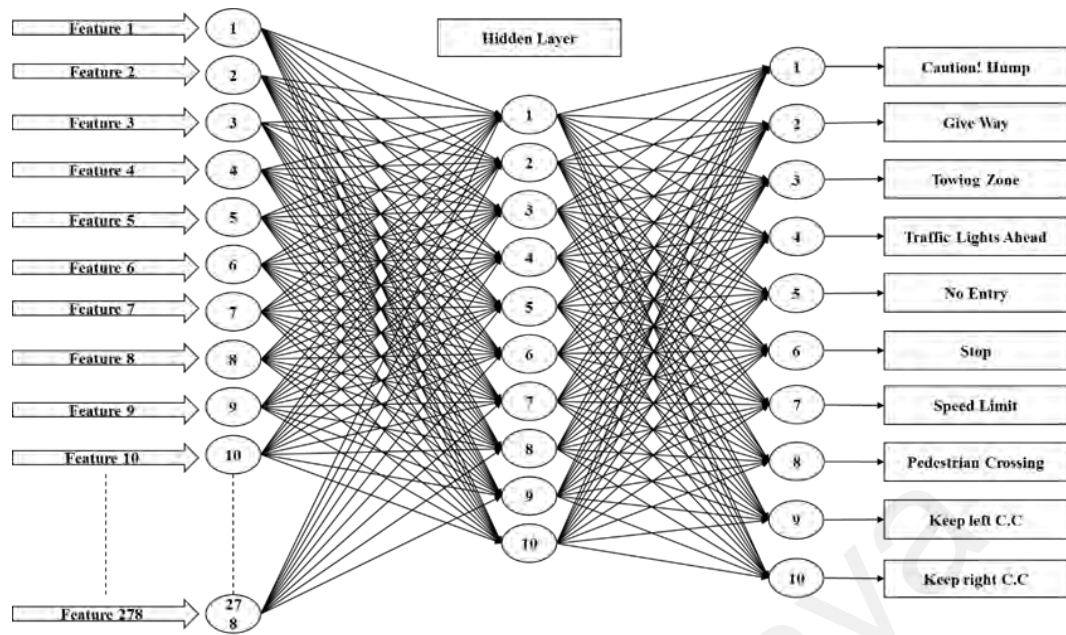 Feature 1
Feature 2
Feature 3
Feature 4
Feature 5
Feature 6
Feature 7
Feature 8
Feature 9
Feature 10
Feature 278
1
2
3
4
5
6
7
8
9
10
27
8
Hidden Layer
1
2
3
4
5
6
7
8
9
10
1
2
3
4
5
6
7
8
9
10
Caution! Hump
Give Way
Towing Zone
Traffic Lights Ahead
No Entry
Stop
Speed Limit
Pedestrian Crossing
Keep left C.C
Keep right C.C